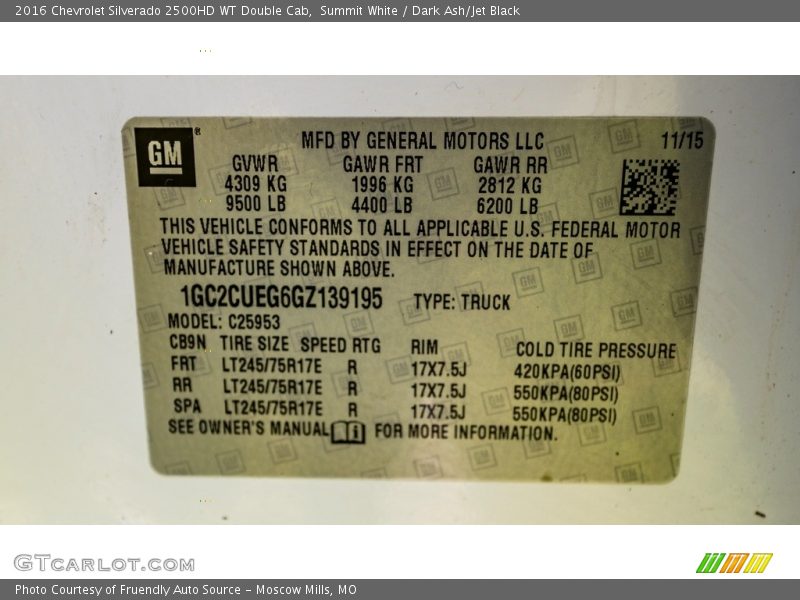 2016 Chevrolet Silverado 2500HD WT Double Cab,  Summit White / Dark Ash/Jet Black
GM ®
MFD BY GENERAL MOTORS LLC 11/15
GVWR GAWR FRT GAWR RR
4309 KG 1996 KG 2812 KG
9500 LB 4400 LB 6200 LB
THIS VEHICLE CONFORMS TO ALL APPLICABLE U.S. FEDERAL MOTOR
VEHICLE SAFETY STANDARDS IN EFFECT ON THE DATE OF
MANUFACTURE SHOWN ABOVE.
1GC2CUEG6GZ139195 TYPE: TRUCK
MODEL: C25953
CB9N TIRE SIZE SPEED RTG RIM COLD TIRE PRESSURE
FRT LT245/75R17E R 17X7.5J 420KPA(60PSI)
RR LT245/75R17E R 17X7.5J 550KPA(80PSI)
SPA LT245/75R17E R 17X7.5J 550KPA(80PSI)
SEE OWNER'S MANUAL i FOR MORE INFORMATION.
GTCARLOT.COM
Photo Courtesy of Fruendly Auto Source – Moscow Mills, MO